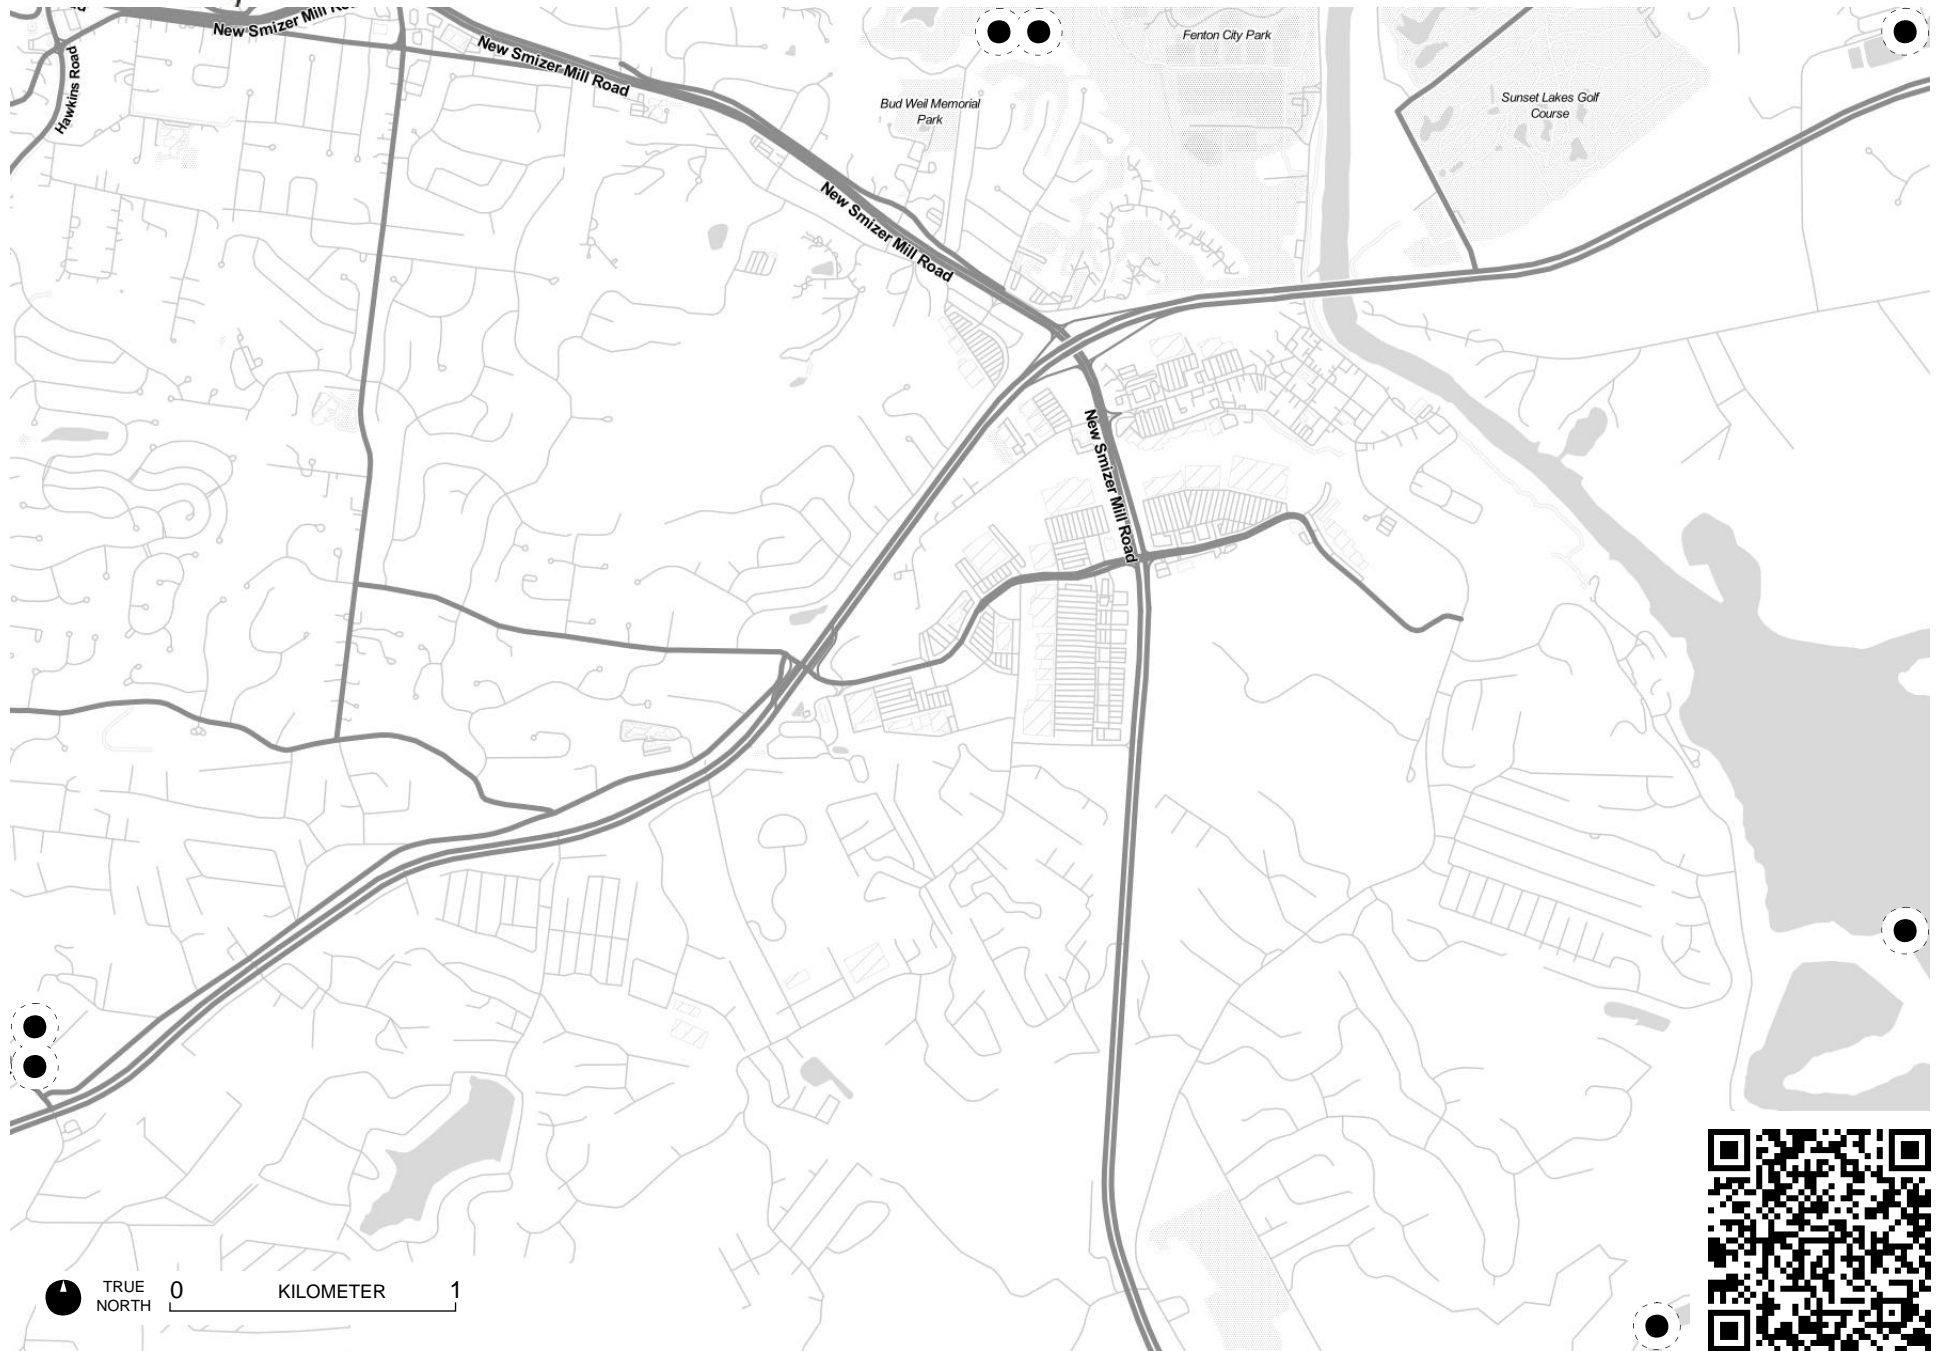 New Smizer Mill
Hawkins Road
New Smizer Mill Road
Fenton City Park
Bud Weil Memorial
Park
Sunset Lakes Golf
Course
New Smizer Mill Road
New Smizer Mill Road
TRUE
NORTH
0
KILOMETER
1